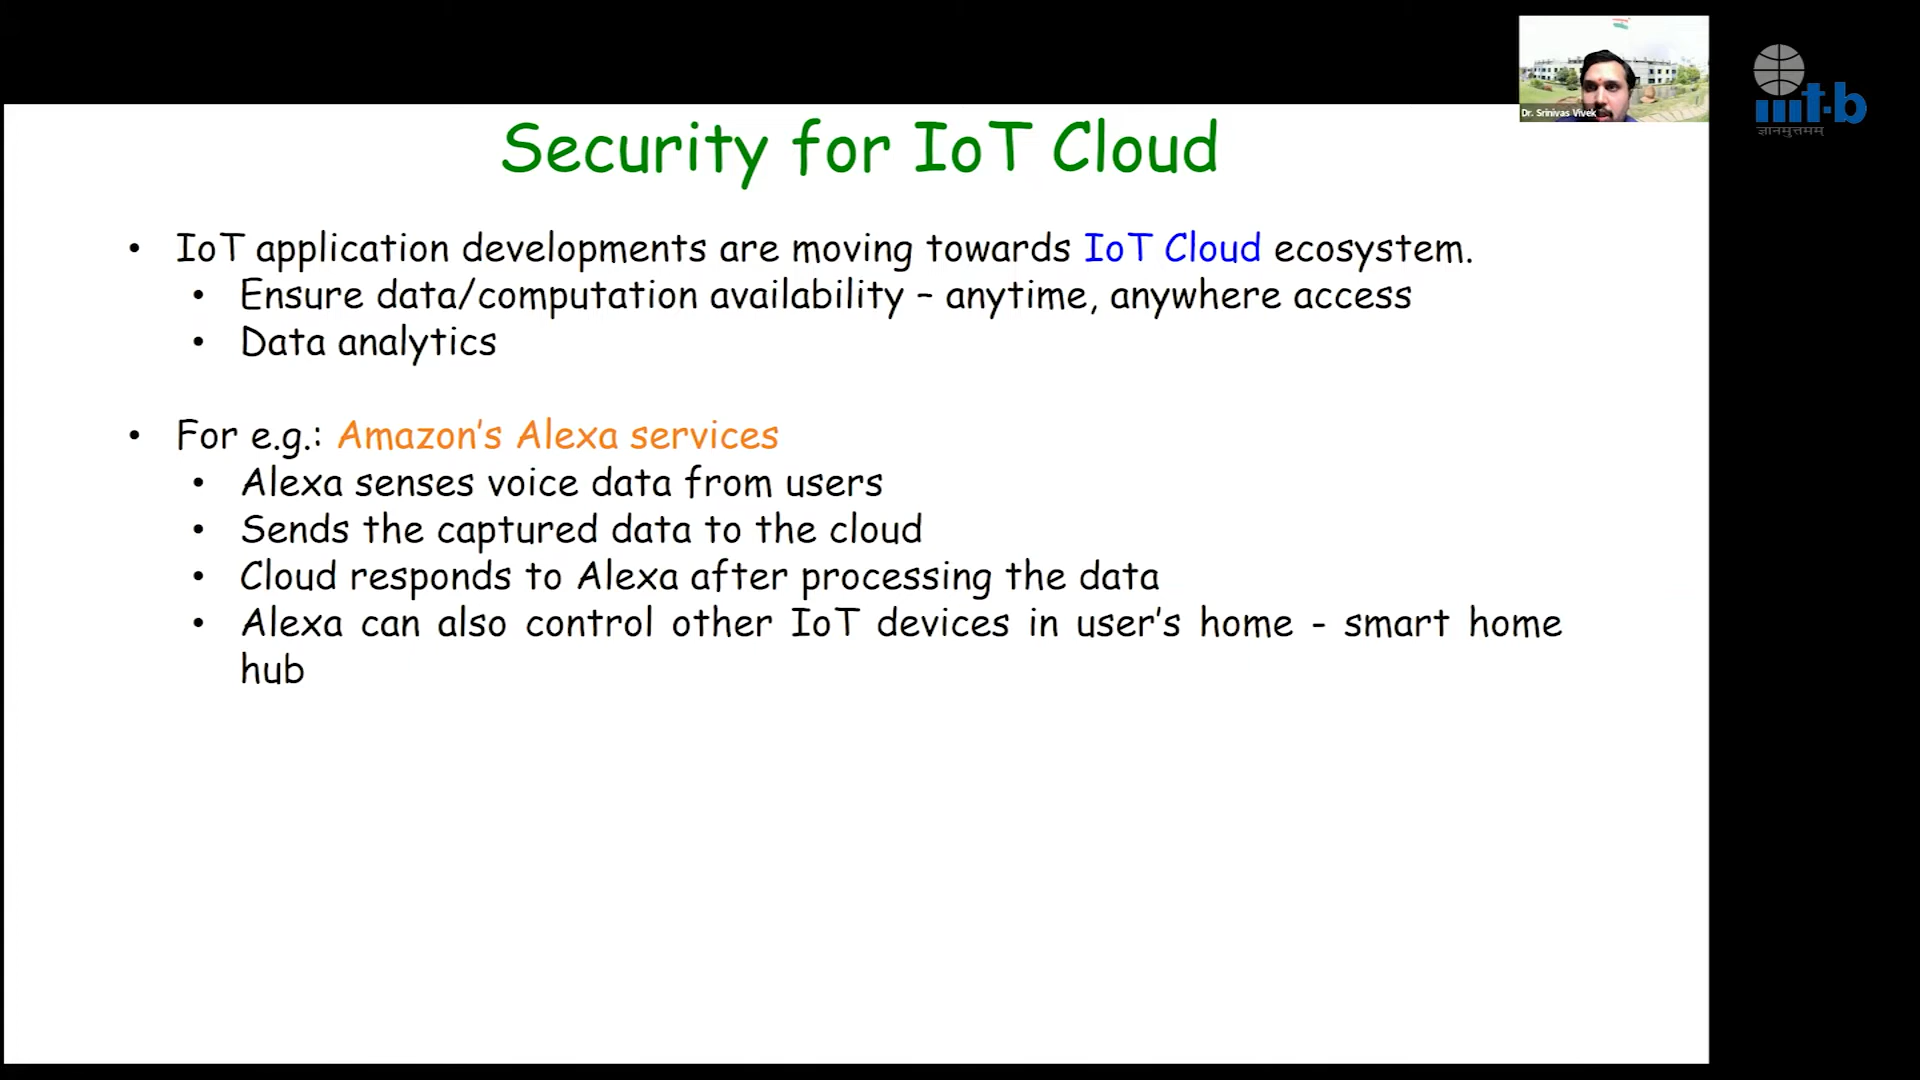 Security for IoT Cloud
• IoT application developments are moving towards IoT Cloud ecosystem.
• Ensure data/computation availability – anytime, anywhere access
• Data analytics
• For e.g.: Amazon's Alexa services
• Alexa senses voice data from users
• Sends the captured data to the cloud
• Cloud responds to Alexa after processing the data
• Alexa can also control other IoT devices in user's home - smart home
hub
Dr. Srinivas Vivek
iiit-b
ज्ञानमुत्तमम्